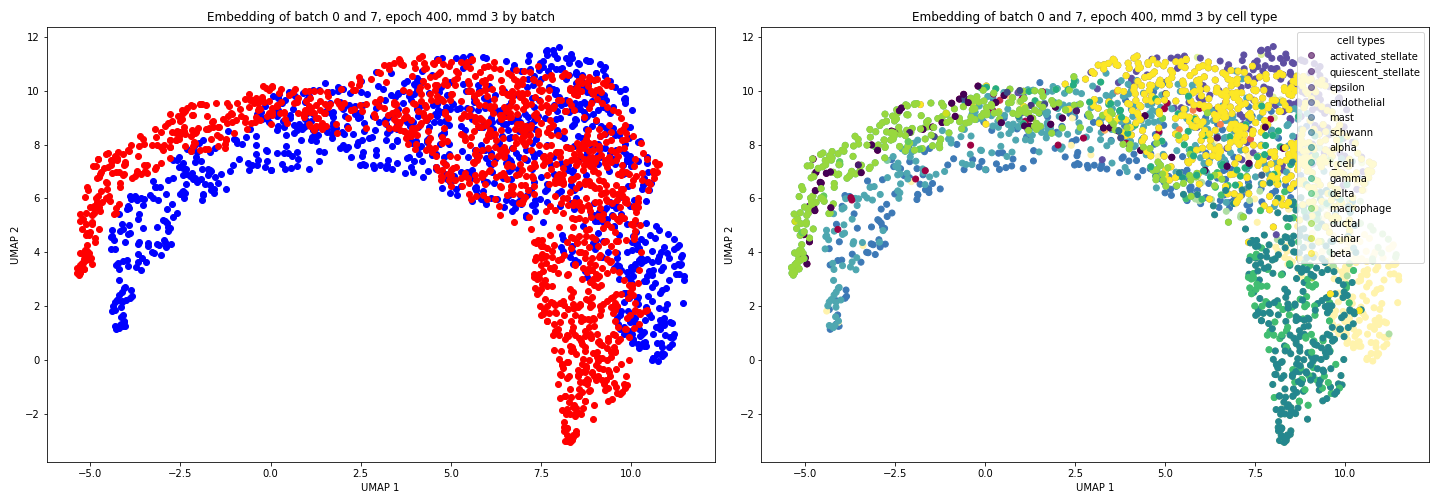 Embedding of batch 0 and 7, epoch 400, mmd 3 by batch
12
10
8
6
4
2
0
−2
−5.0
−2.5
0.0
2.5
5.0
7.5
10.0
UMAP 1
UMAP 2
Embedding of batch 0 and 7, epoch 400, mmd 3 by cell type
12
10
8
6
4
2
0
−2
−5.0
−2.5
0.0
2.5
5.0
7.5
10.0
UMAP 1
UMAP 2
cell types
activated_stellate
quiescent_stellate
epsilon
endothelial
mast
schwann
alpha
t_cell
gamma
delta
macrophage
ductal
acinar
beta